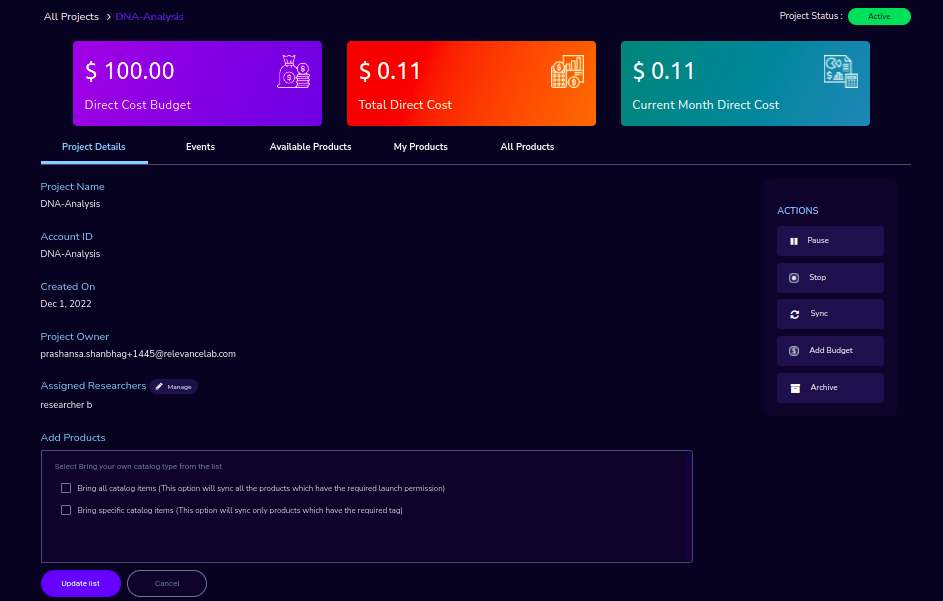 All Projects > DNA-Analysis
Project Status : Active
$ 100.00
Direct Cost Budget
$ 0.11
Total Direct Cost
$ 0.11
Current Month Direct Cost
Project Details Events Available Products My Products All Products
Project Name
DNA-Analysis
Account ID
DNA-Analysis
Created On
Dec 1, 2022
Project Owner
prashansa.shanbhag+1445@relevancelab.com
Assigned Researchers Manage
researcher b
ACTIONS
Pause
Stop
Sync
Add Budget
Archive
Add Products
Select Bring your own catalog type from the list
Bring all catalog items (This option will sync all the products which have the required launch permission)
Bring specific catalog items (This option will sync only products which have the required tag)
Update list Cancel